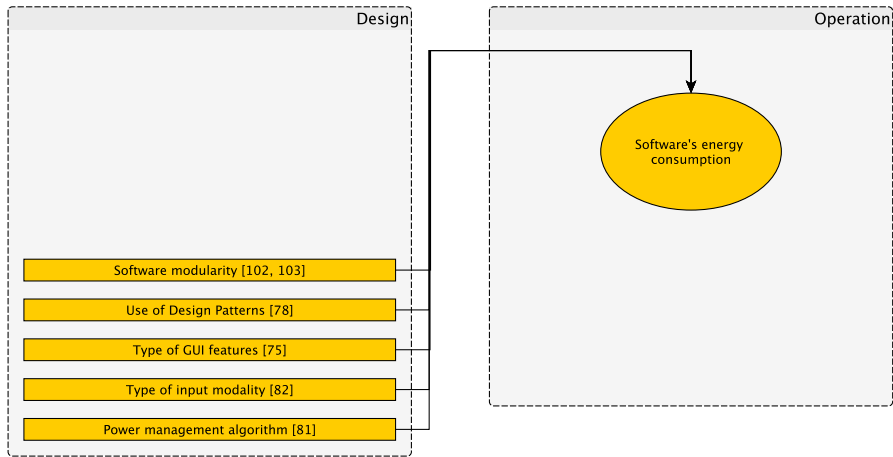 Design
Operation
Software's energy
consumption
Software modularity [102, 103]
Use of Design Patterns [78]
Type of GUI features [75]
Type of input modality [82]
Power management algorithm [81]